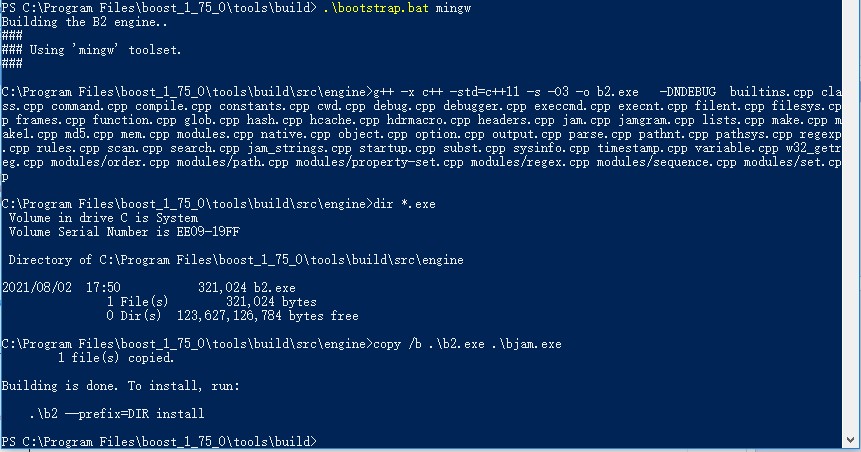 PS C:\Program Files\boost_1_75_0\tools\build> .\bootstrap.bat mingw
Building the B2 engine..
###
### Using 'mingw' toolset.
###
C:\Program Files\boost_1_75_0\tools\build\src\engine>g++ -x c++ -std=c++11 -s -O3 -o b2.exe   -DNDEBUG  builtins.cpp cla
ss.cpp command.cpp compile.cpp constants.cpp cwd.cpp debug.cpp debugger.cpp execcmd.cpp execnt.cpp filent.cpp filesys.cp
p frames.cpp function.cpp glob.cpp hash.cpp hcache.cpp hdrmacro.cpp headers.cpp jam.cpp jamgram.cpp lists.cpp make.cpp m
ake1.cpp md5.cpp mem.cpp modules.cpp native.cpp object.cpp option.cpp output.cpp parse.cpp pathnt.cpp pathsys.cpp regexp
.cpp rules.cpp scan.cpp search.cpp jam_strings.cpp startup.cpp subst.cpp sysinfo.cpp timestamp.cpp variable.cpp w32_getr
eg.cpp modules/order.cpp modules/path.cpp modules/property-set.cpp modules/regex.cpp modules/sequence.cpp modules/set.cp
p
C:\Program Files\boost_1_75_0\tools\build\src\engine>dir *.exe
 Volume in drive C is System
 Volume Serial Number is EE09-19FF
 Directory of C:\Program Files\boost_1_75_0\tools\build\src\engine
2021/08/02  17:50           321,024 b2.exe
               1 File(s)        321,024 bytes
               0 Dir(s)  123,627,126,784 bytes free
C:\Program Files\boost_1_75_0\tools\build\src\engine>copy /b .\b2.exe .\bjam.exe
        1 file(s) copied.
Building is done. To install, run:
    .\b2 --prefix=DIR install
PS C:\Program Files\boost_1_75_0\tools\build>